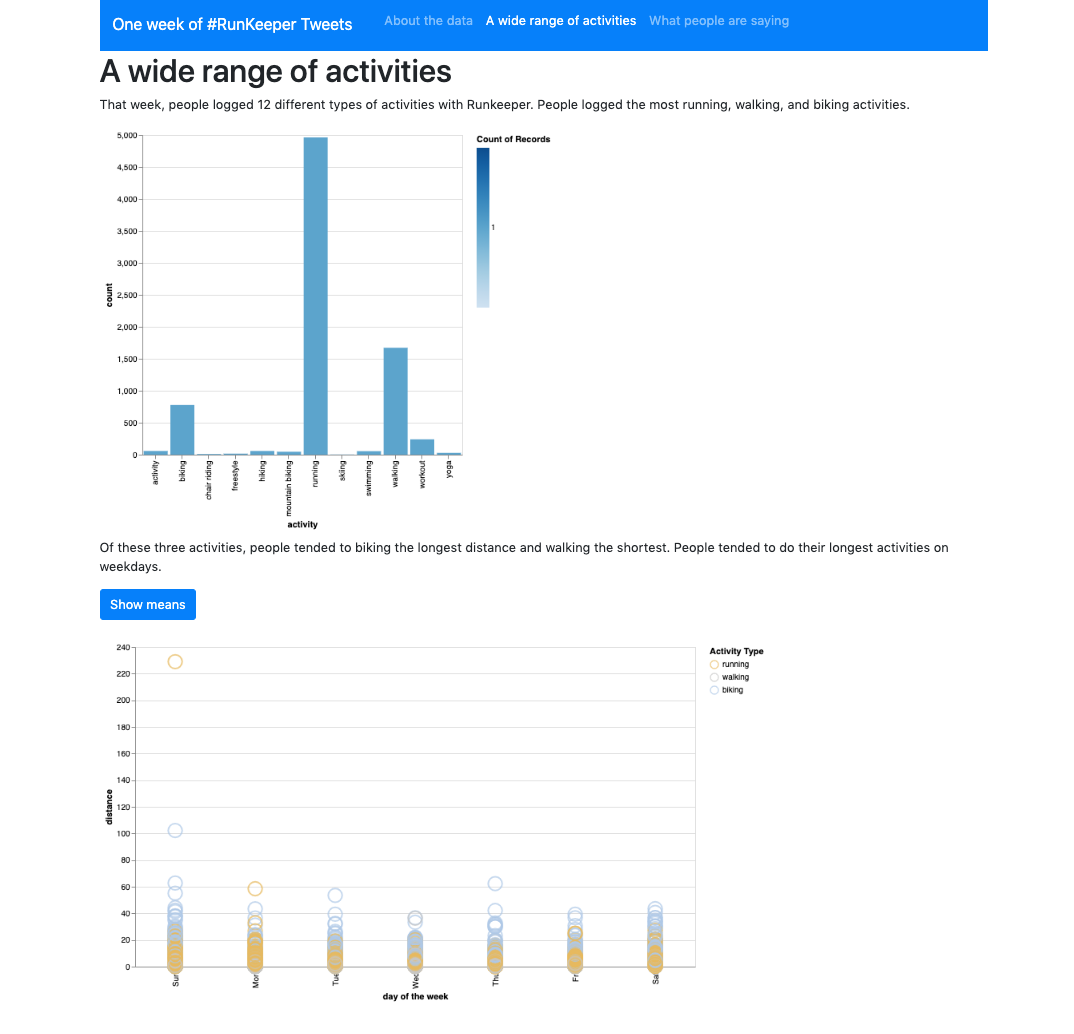 One week of #RunKeeper Tweets
About the data
A wide range of activities
What people are saying
A wide range of activities
That week, people logged 12 different types of activities with Runkeeper. People logged the most running, walking, and biking activities.
5,000
4,500
4,000
3,500
3,000
2,500
2,000
1,500
1,000
500
0
count
activity
biking
chair riding
freestyle
hiking
mountain biking
running
skiing
swimming
walking
workout
yoga
activity
Count of Records
1
Of these three activities, people tended to biking the longest distance and walking the shortest. People tended to do their longest activities on
weekdays.
Show means
240
220
200
180
160
140
120
100
80
60
40
20
0
distance
Sun
Mon
Tue
Wed
Thu
Fri
Sat
day of the week
Activity Type
running
walking
biking